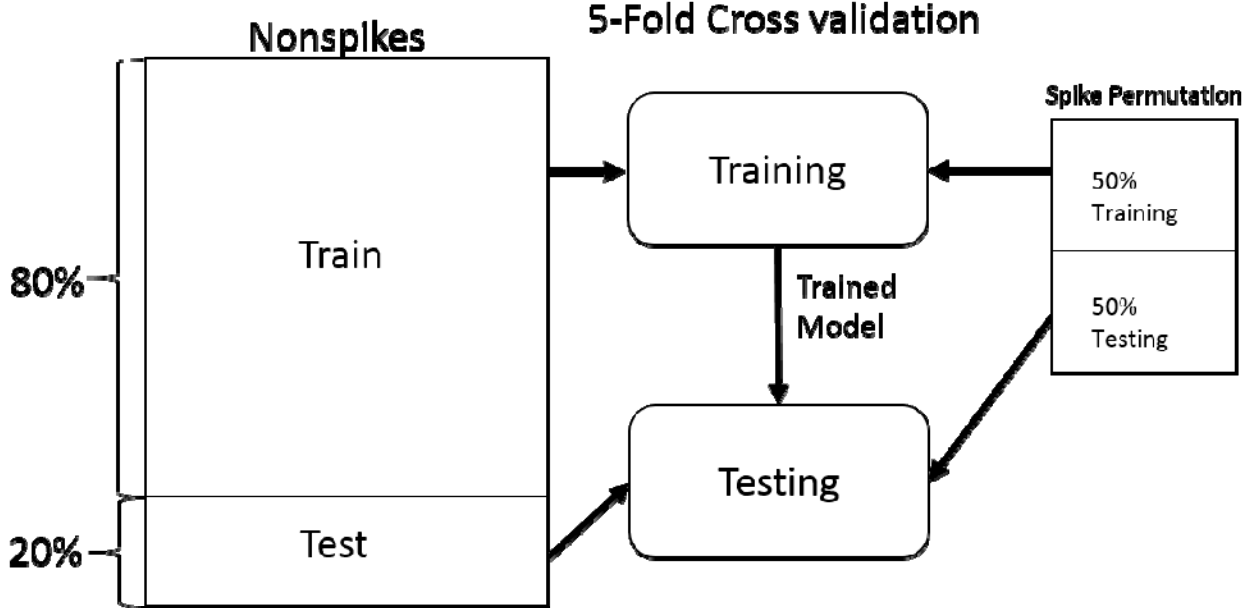 5-Fold Cross validation
Nonspikes
Spike Permutation
Train
80%
Training
50%
Training
Trained
Model
50%
Testing
Testing
Test
20%